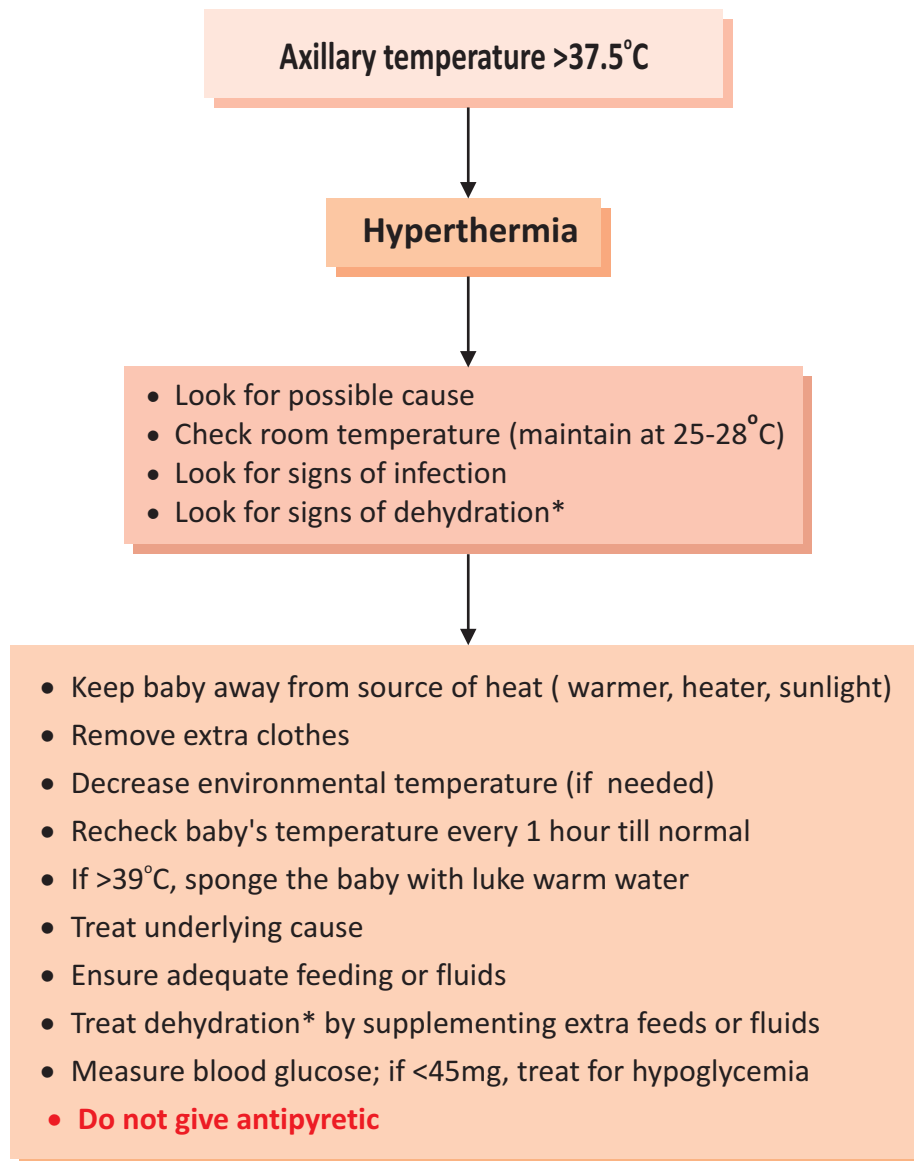 Axillary temperature >37.5°C
Hyperthermia
• Look for possible cause
• Check room temperature (maintain at 25-28°C)
• Look for signs of infection
• Look for signs of dehydration*
• Keep baby away from source of heat ( warmer, heater, sunlight)
• Remove extra clothes
• Decrease environmental temperature (if needed)
• Recheck baby's temperature every 1 hour till normal
• If >39°C, sponge the baby with luke warm water
• Treat underlying cause
• Ensure adequate feeding or fluids
• Treat dehydration* by supplementing extra feeds or fluids
• Measure blood glucose; if <45mg, treat for hypoglycemia
• Do not give antipyretic